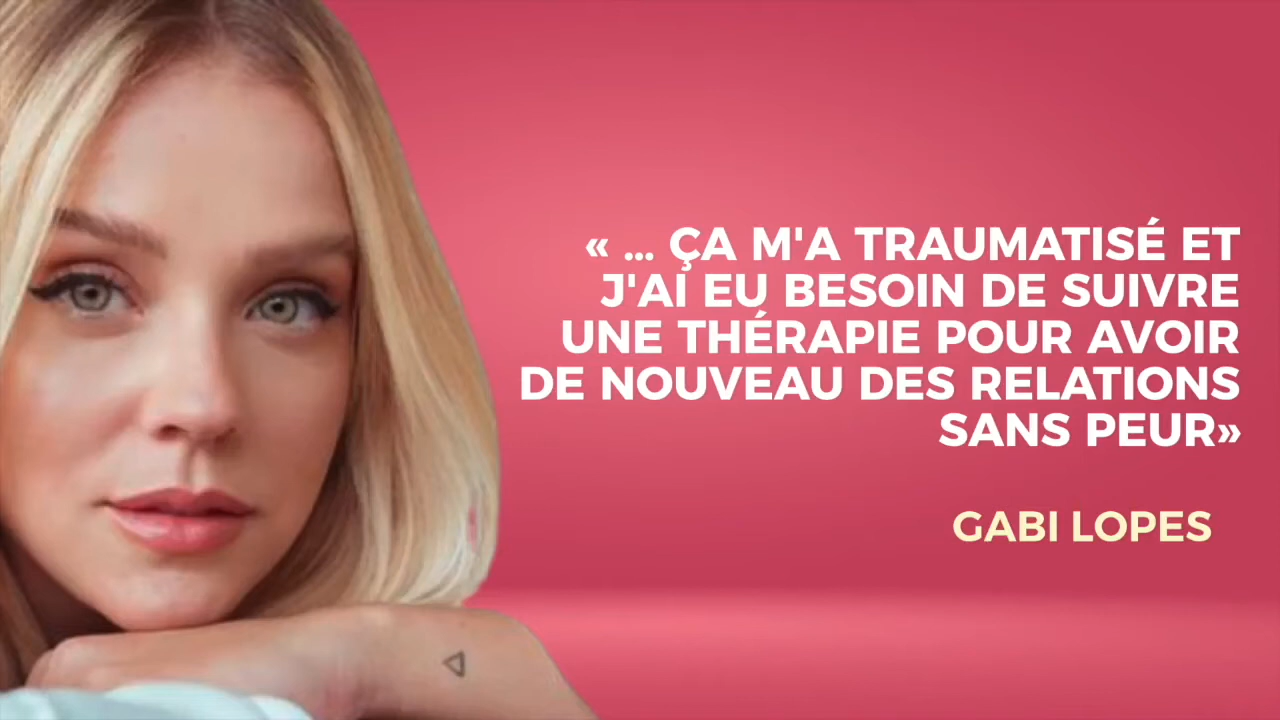 « ... ÇA M'A TRAUMATISÉ ET
J'AI EU BESOIN DE SUIVRE
UNE THÉRAPIE POUR AVOIR
DE NOUVEAU DES RELATIONS
SANS PEUR»
GABI LOPES